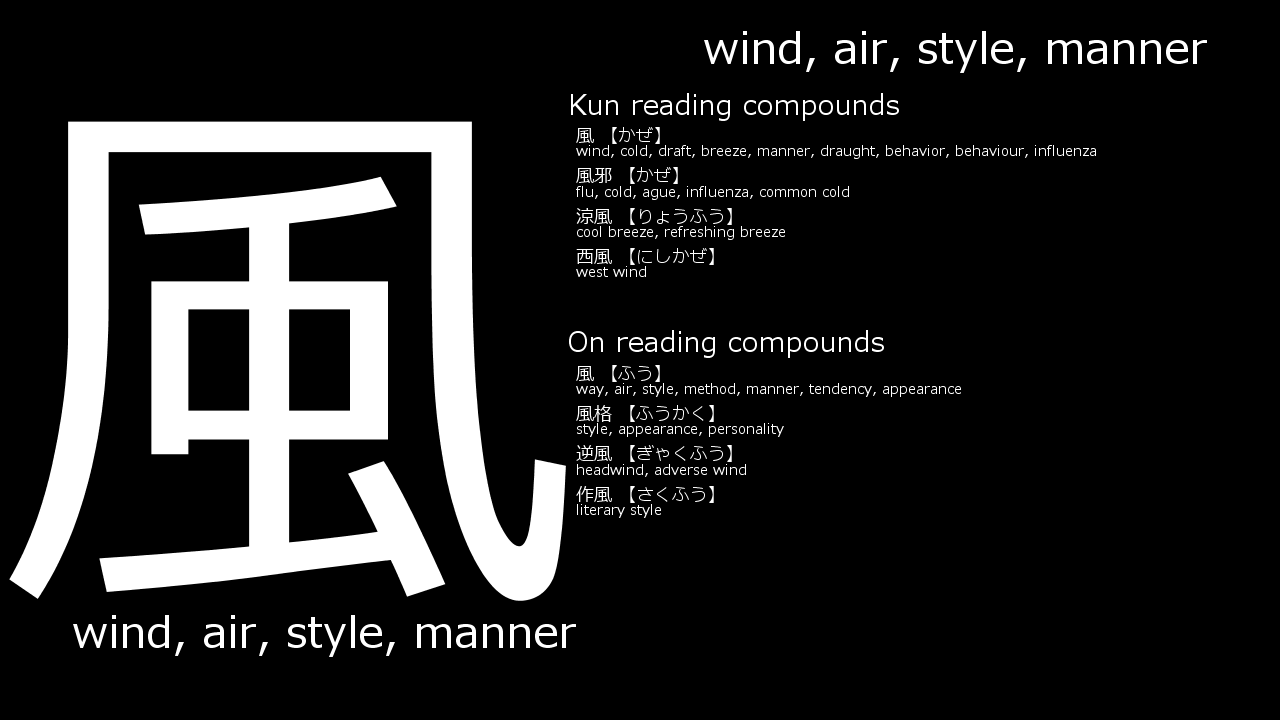 wind, air, style, manner
風
wind, air, style, manner
Kun reading compounds
風 【かぜ】
wind, cold, draft, breeze, manner, draught, behavior, behaviour, influenza
風邪 【かぜ】
flu, cold, ague, influenza, common cold
涼風 【りょうふう】
cool breeze, refreshing breeze
西風 【にしかぜ】
west wind
On reading compounds
風 【ふう】
way, air, style, method, manner, tendency, appearance
風格 【ふうかく】
style, appearance, personality
逆風 【ぎゃくふう】
headwind, adverse wind
作風 【さくふう】
literary style